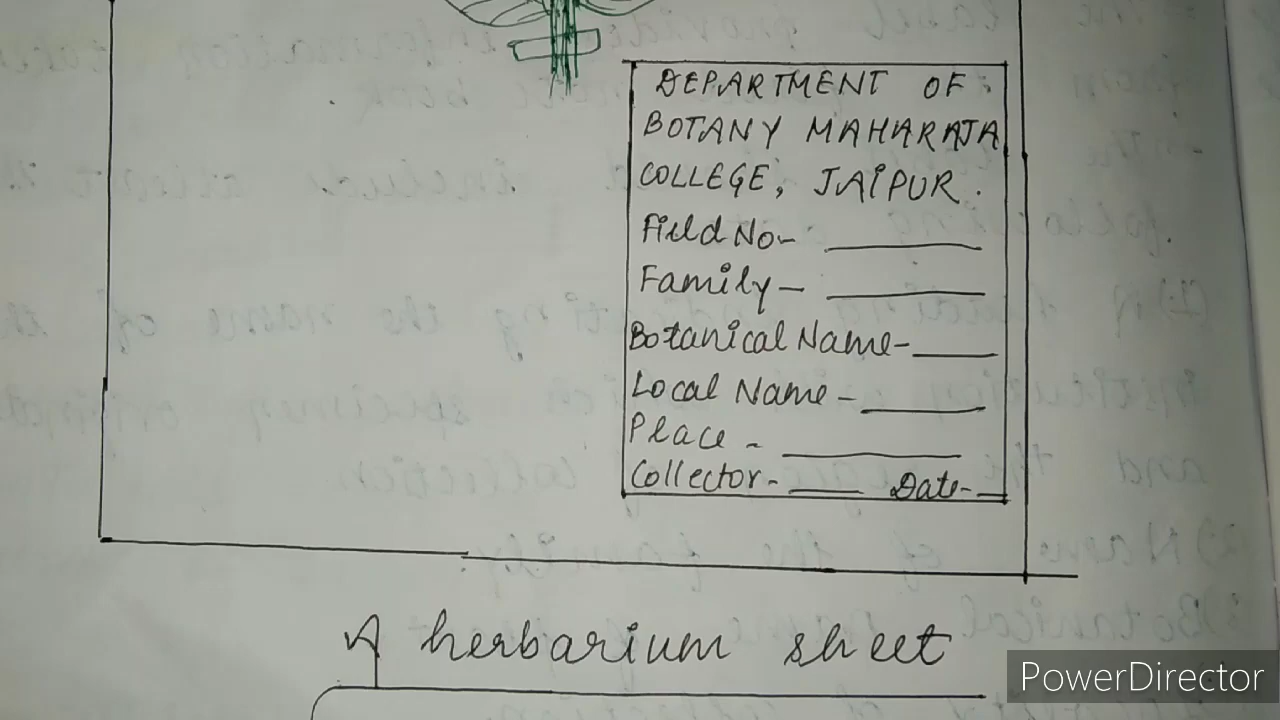 DEPARTMENT OF
BOTANY MAHARAJA
COLLEGE, JAIPUR.
Field No-
Family-
Botanical Name-
Local Name-
Place -
Collector- Date-
A herbarium sheet
PowerDirector